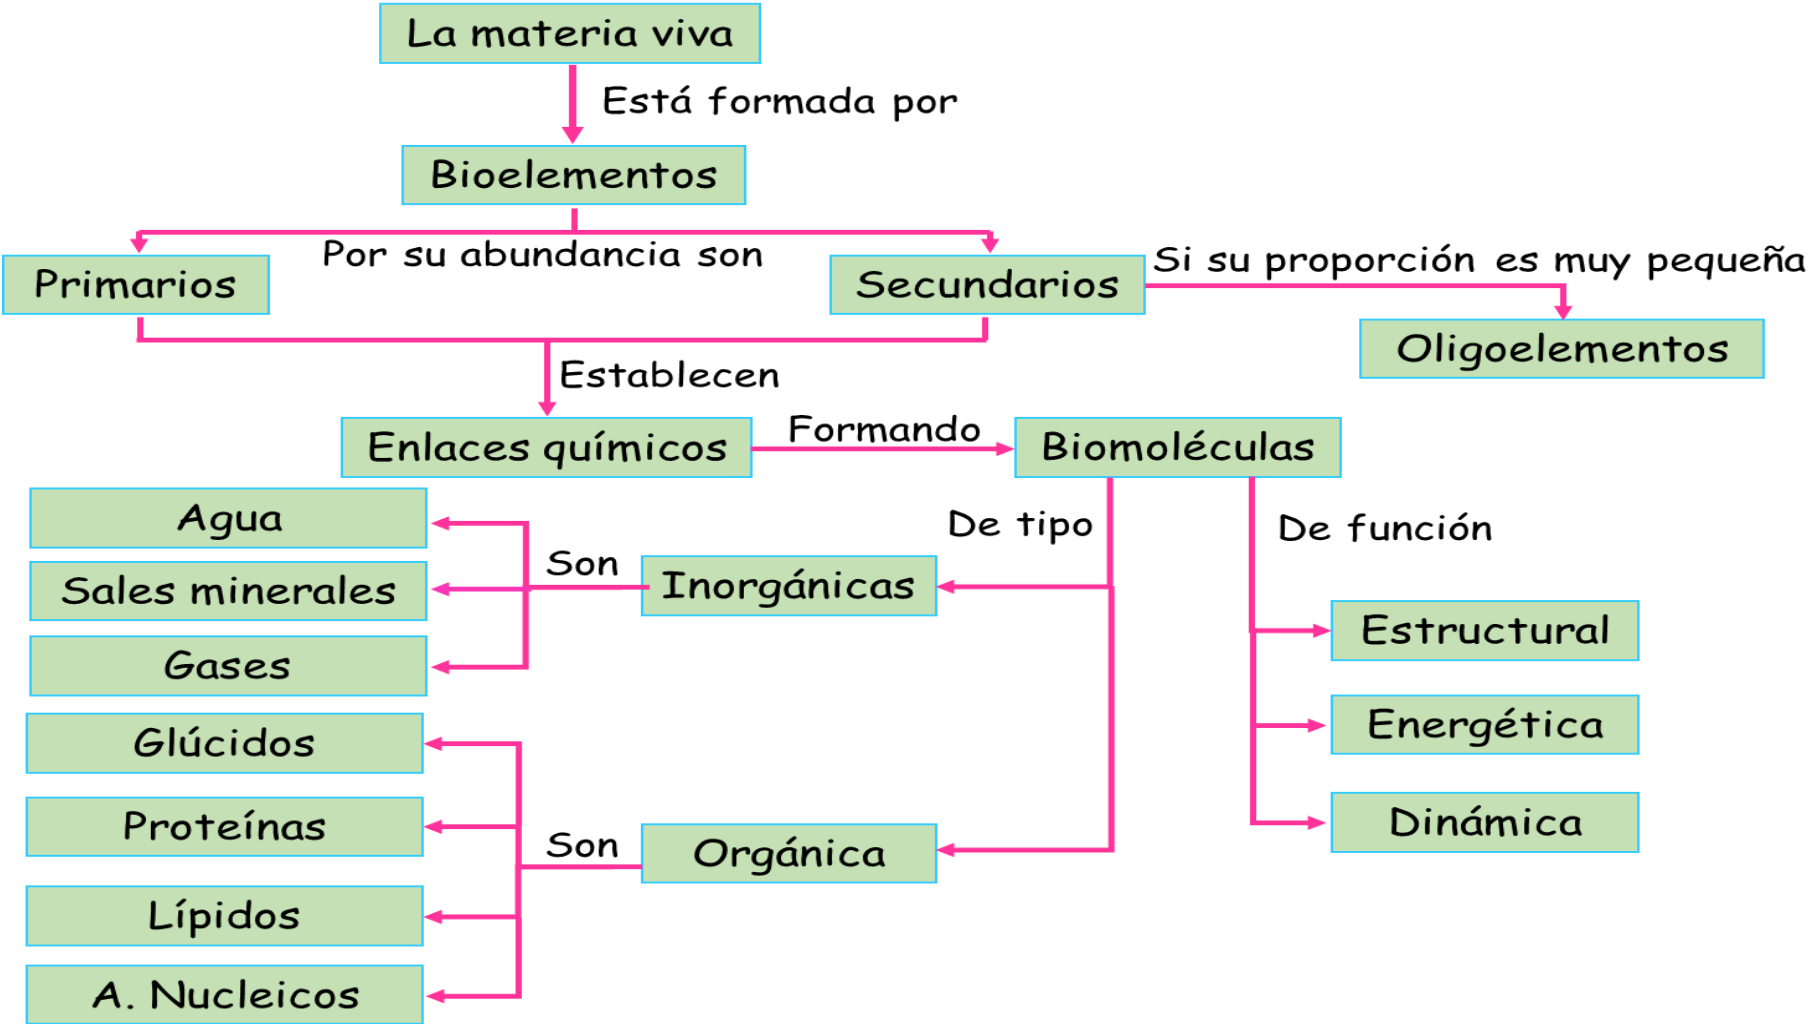 La materia viva
Está formada por
Bioelementos
Por su abundancia son
Primarios
Secundarios
Si su proporción es muy pequeña
Oligoelementos
Establecen
Enlaces químicos
Formando
Biomoléculas
De tipo
De función
Inorgánicas
Son
Agua
Sales minerales
Gases
Orgánica
Son
Glúcidos
Proteínas
Lípidos
A. Nucleicos
Estructural
Energética
Dinámica